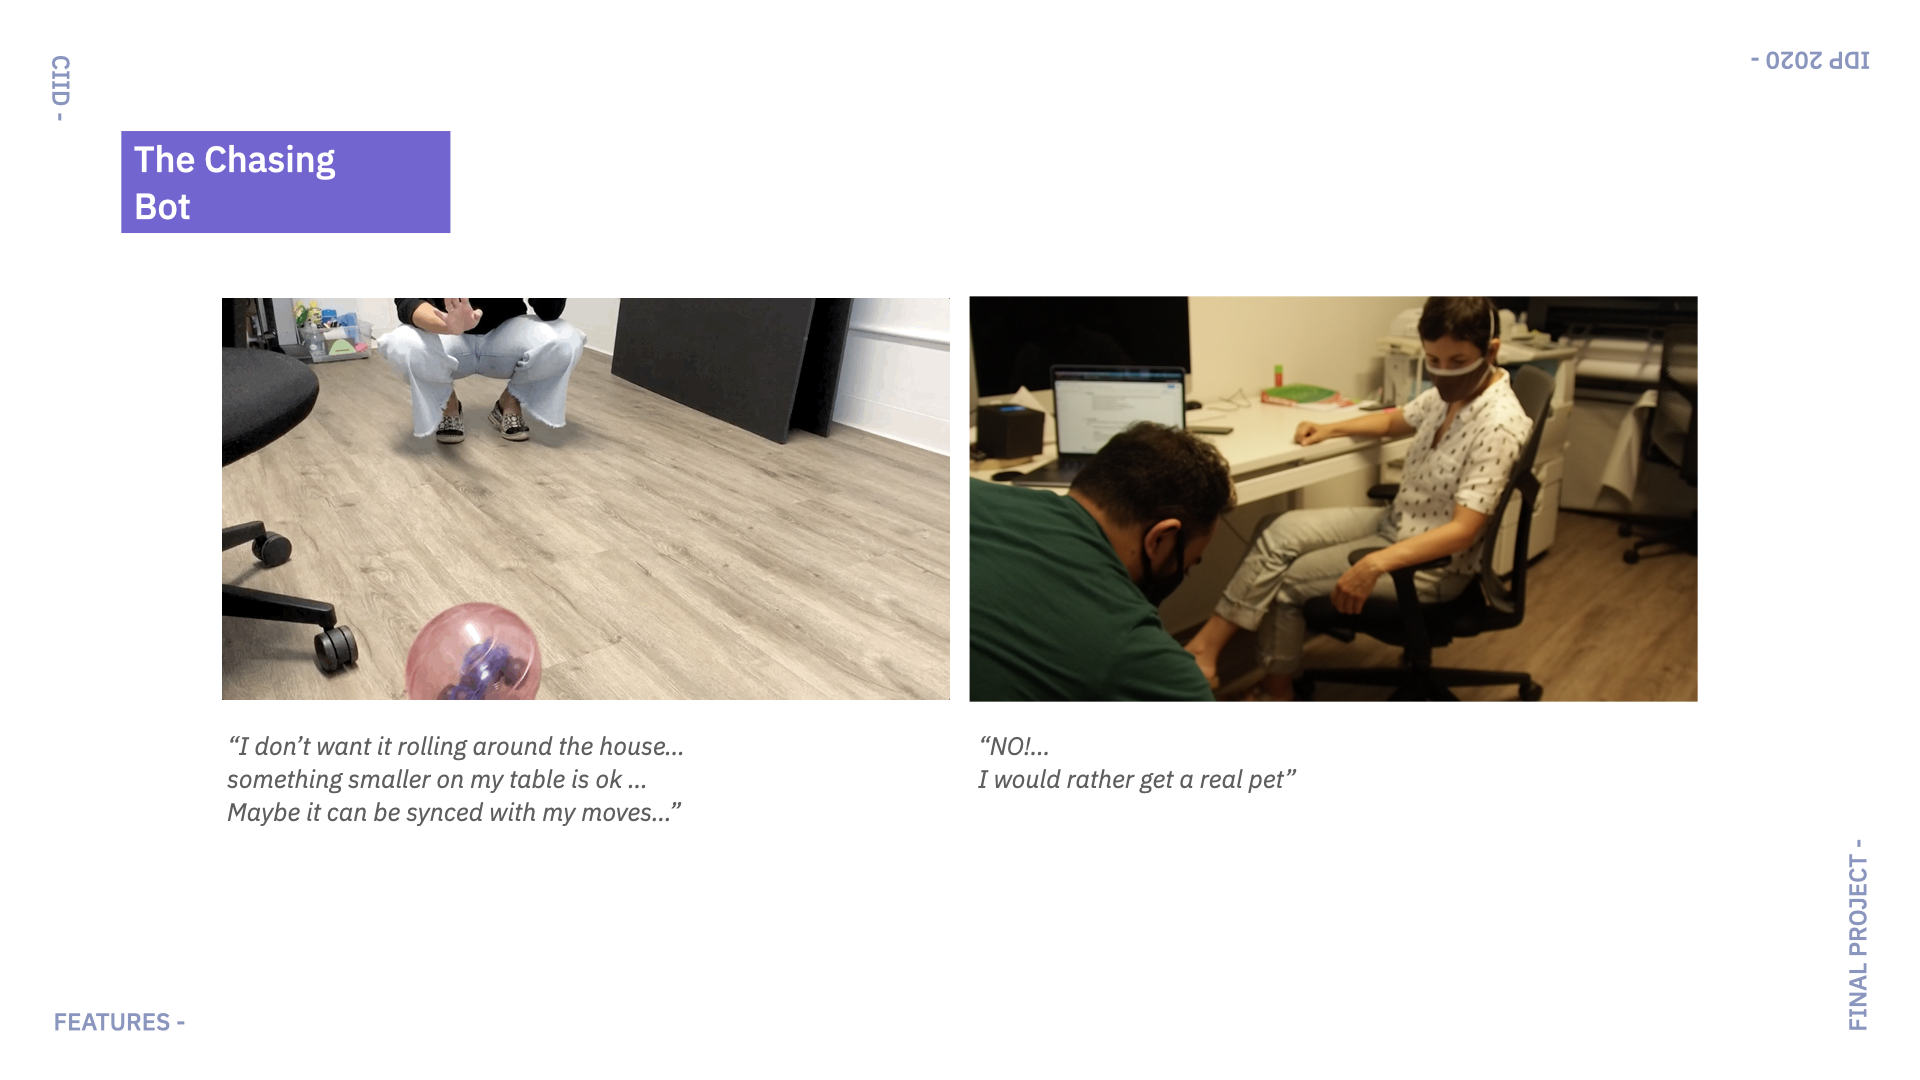 CIID -
IDP 2020 -
The Chasing
Bot
“I don’t want it rolling around the house...
something smaller on my table is ok ...
Maybe it can be synced with my moves...”
“NO!...
I would rather get a real pet”
FEATURES -
FINAL PROJECT -